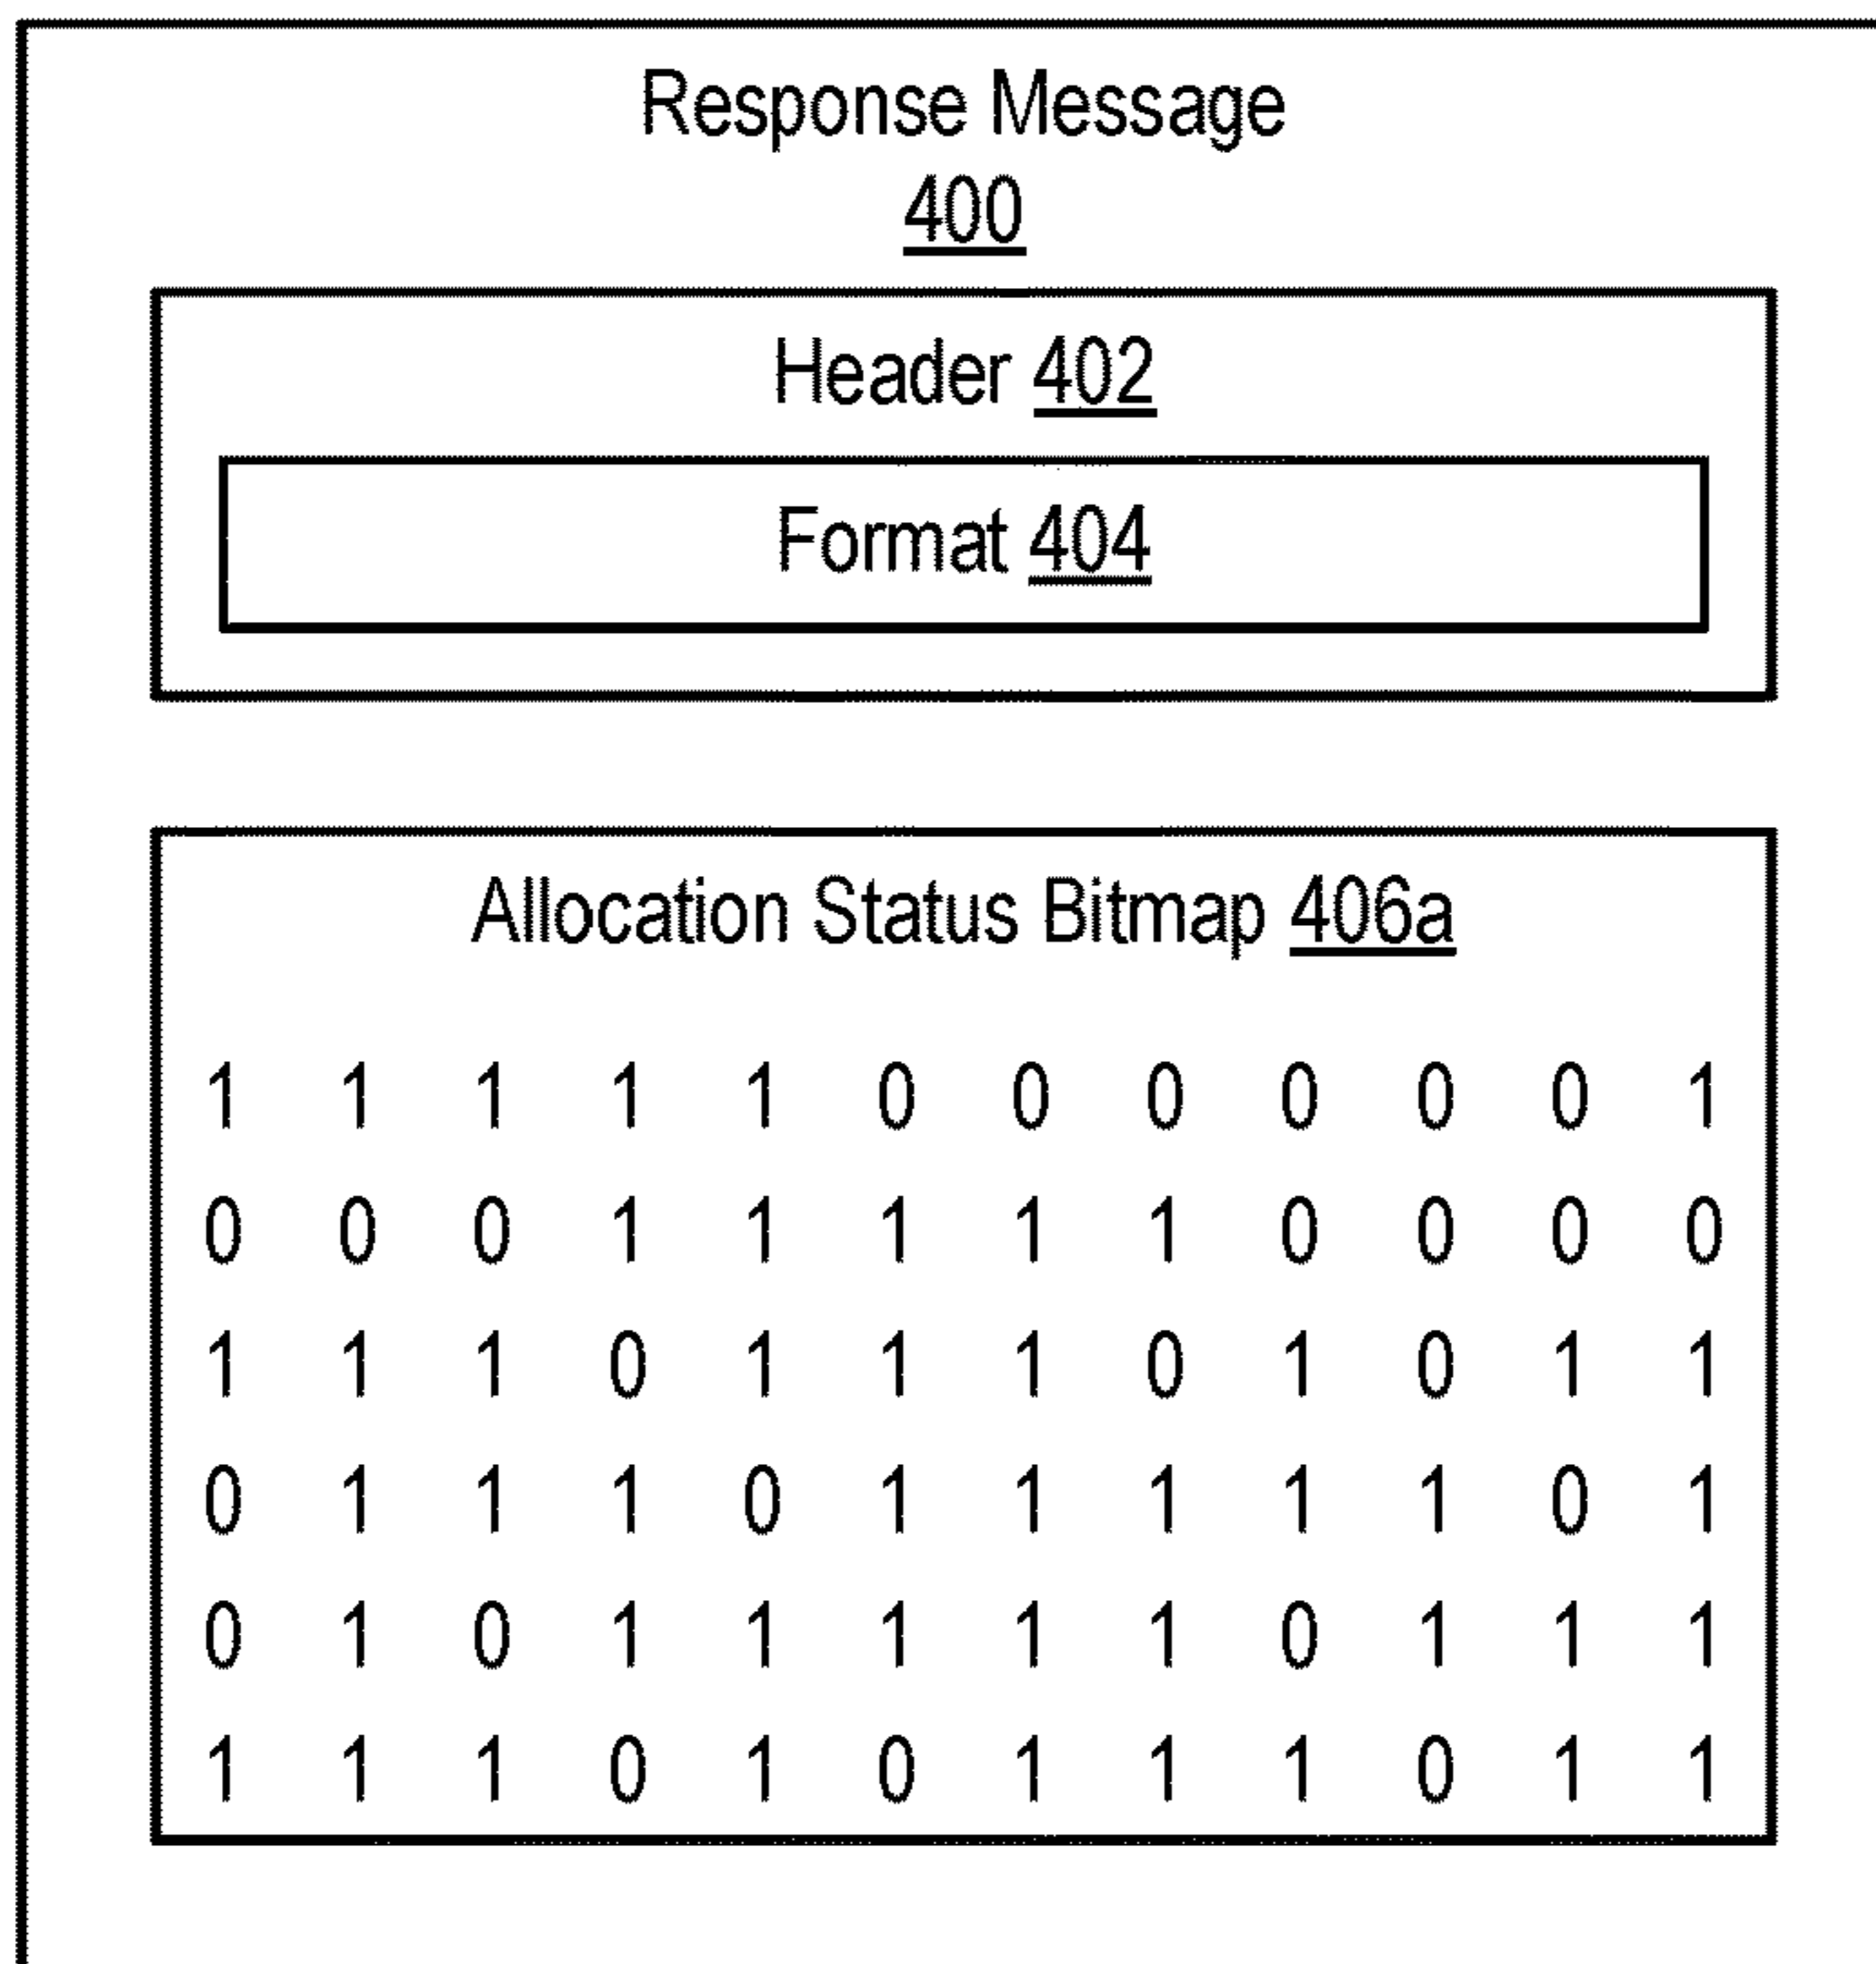 Response Message
400
Header 402
Format 404
Allocation Status Bitmap 406a
1 1 1 1 1 0 0 0 0 0 0 1
0 0 0 1 1 1 1 1 0 0 0 0
1 1 1 0 1 1 1 0 1 0 1 1
0 1 1 1 0 1 1 1 1 1 0 1
0 1 0 1 1 1 1 1 0 1 1 1
1 1 1 0 1 0 1 1 1 0 1 1